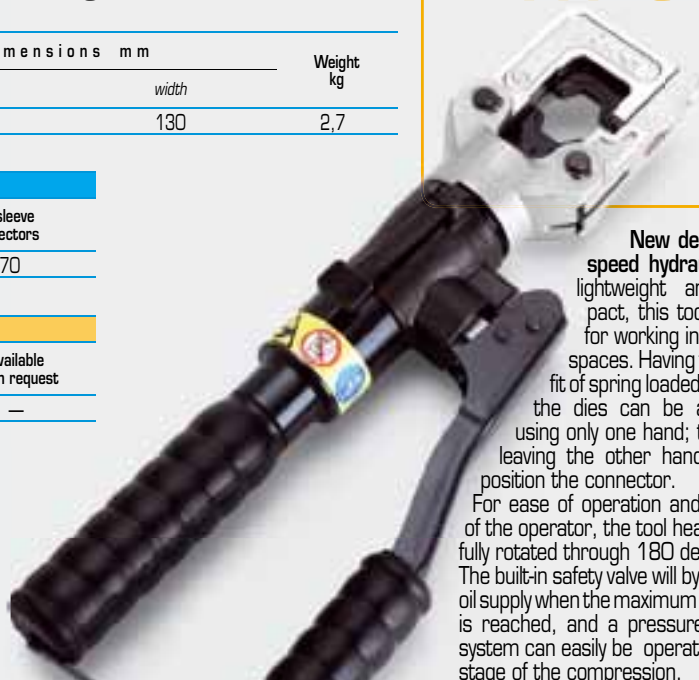 mensions mm
Weight
kg
width
130 2,7
sleeve
ectors
70
vailable
n request
—
New de
speed hydra
lightweight ar
pact, this too
for working in
spaces. Having
fit of spring loaded
the dies can be a
using only one hand; t
leaving the other hand
position the connector.
For ease of operation and
of the operator, the tool hea
fully rotated through 180 de
The built-in safety valve will by
oil supply when the maximum
is reached, and a pressure
system can easily be operat
stage of the compression.